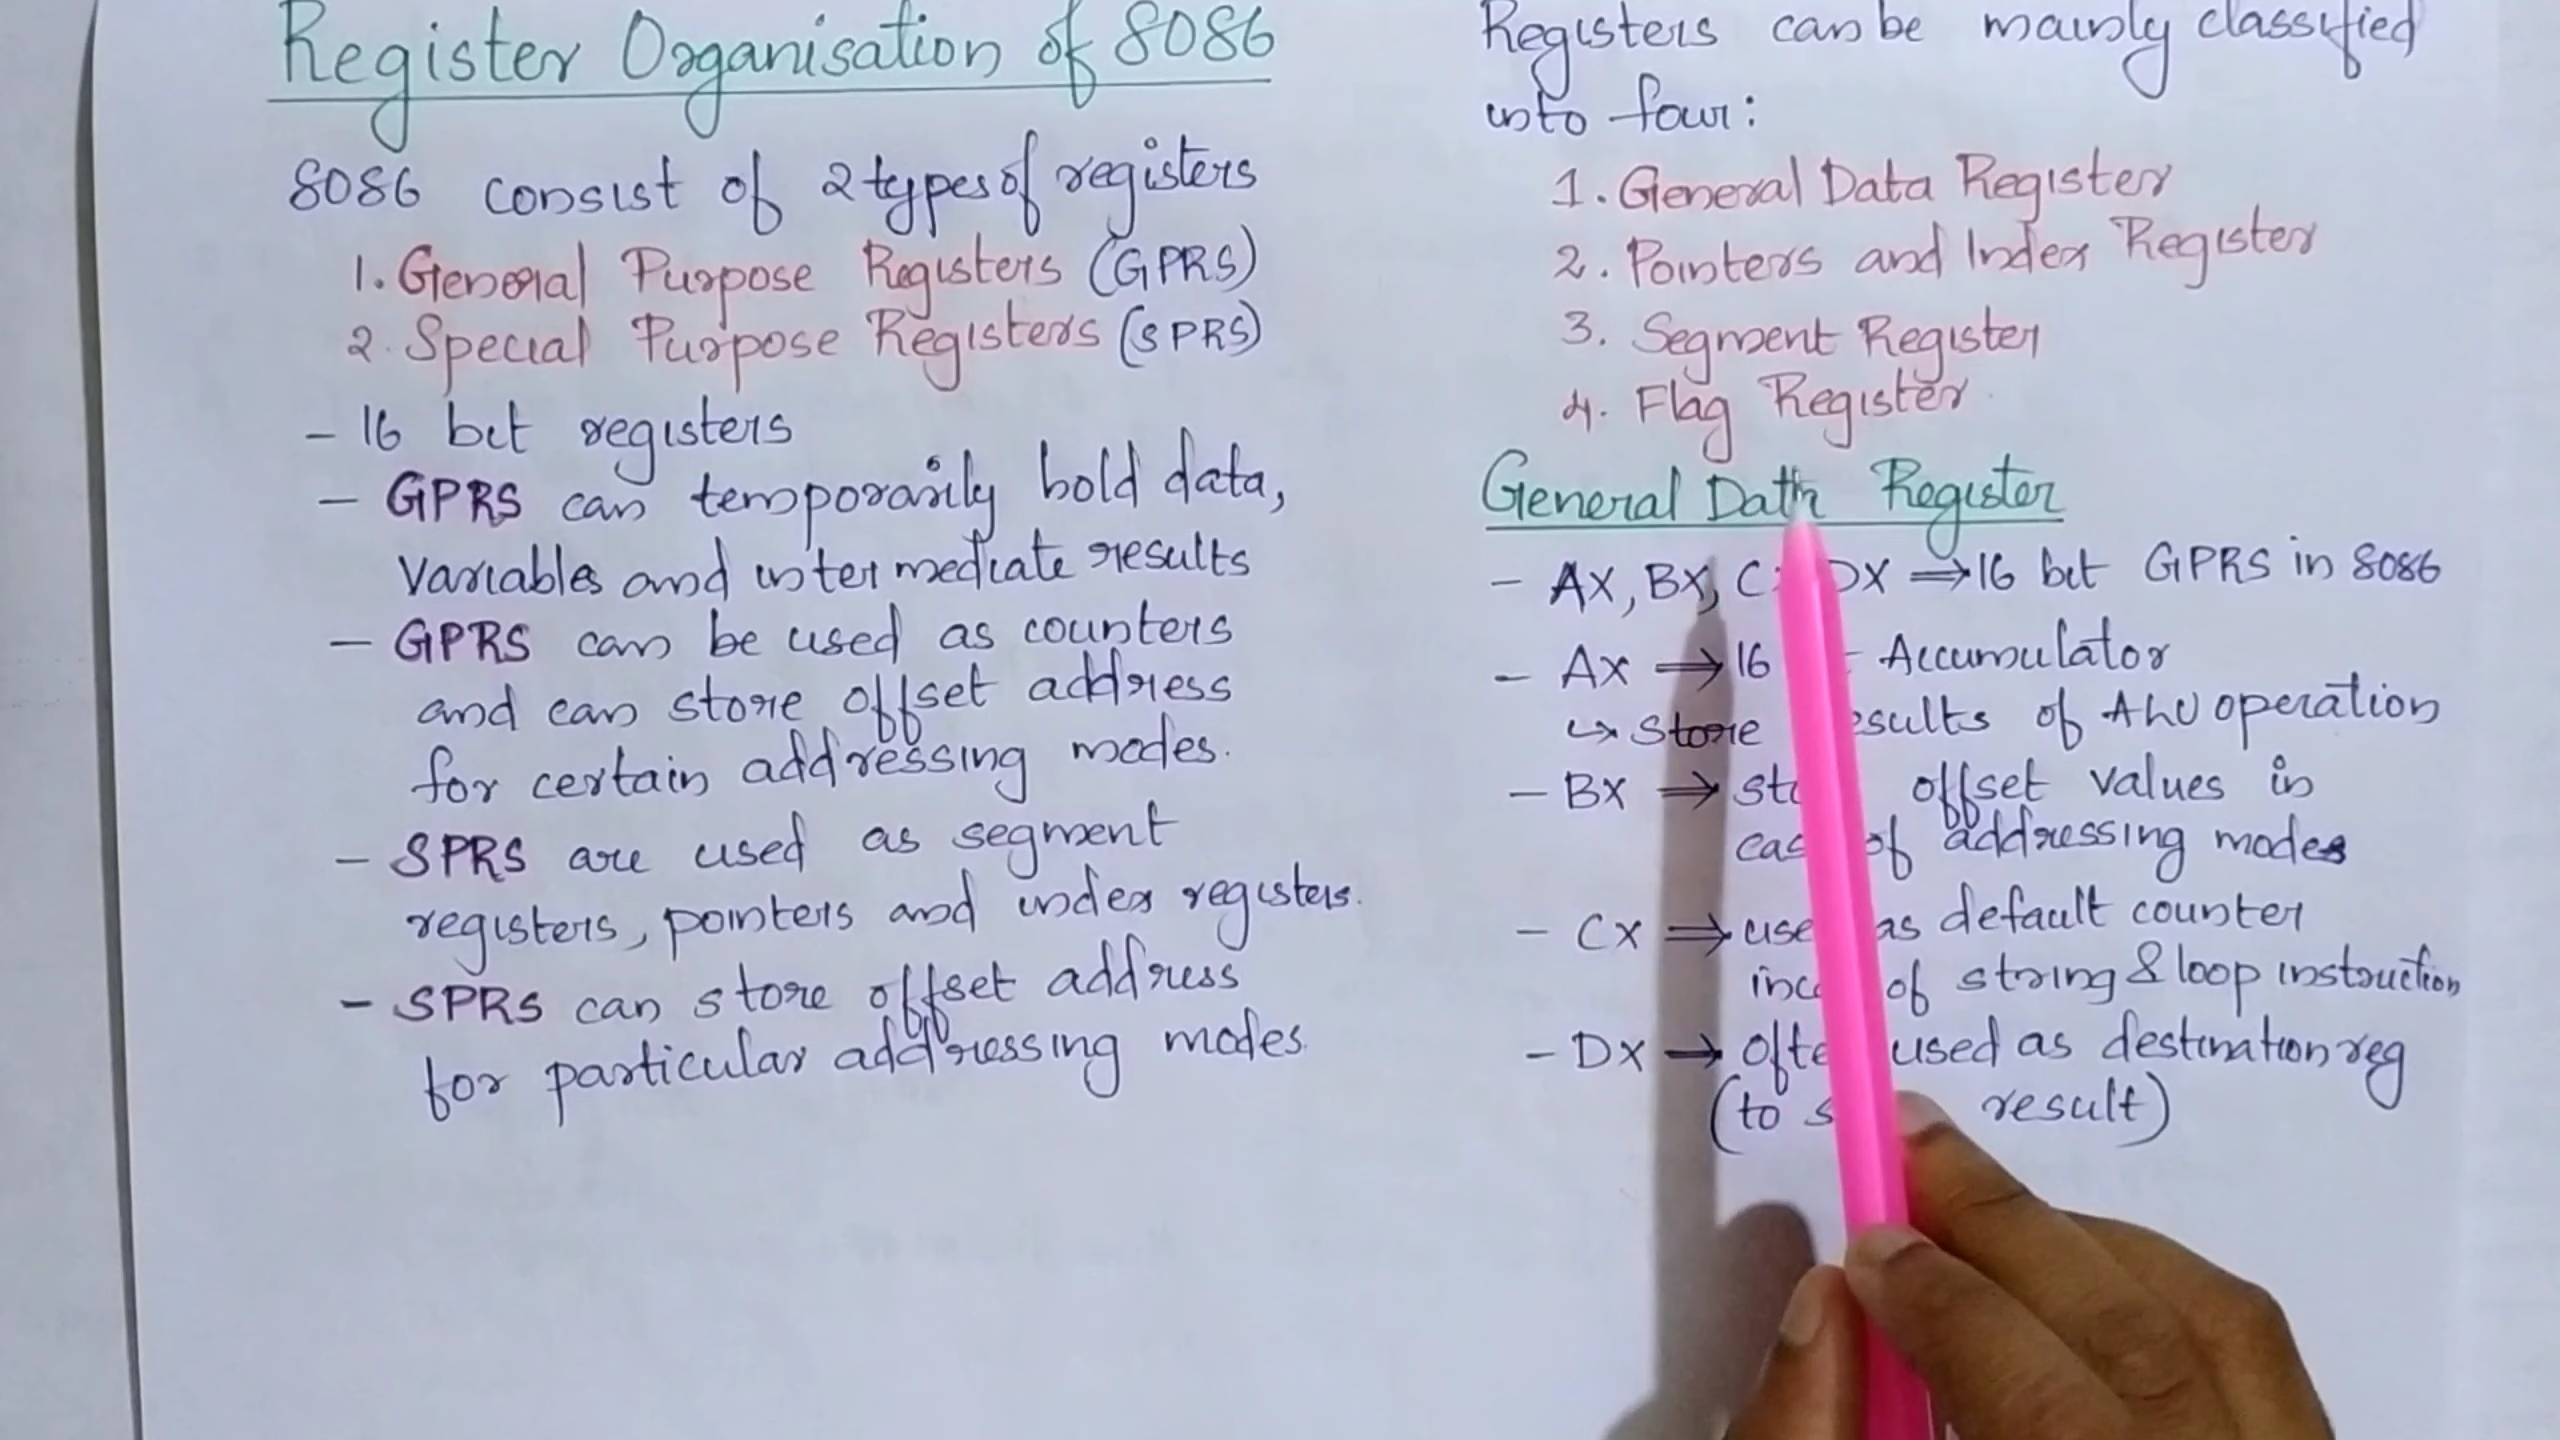 Register Organisation of 8086
8086 consist of 2 types of registers
1. General Purpose Registers (GPRS)
2. Special Purpose Registers (SPRS)
- 16 bit registers
- GPRS can temporarily hold data,
variables and intermediate results
- GPRS can be used as counters
and can store offset address
for certain addressing modes.
- SPRS are used as segment
registers, pointers and index registers.
- SPRS can store offset address
for particular addressing modes.
Registers can be mainly classified
into four:
1. General Data Register
2. Pointers and Index Register
3. Segment Register
4. Flag Register
General Data Register
- AX, BX, DX ⇒ 16 bit GPRS in 8086
- AX ⇒ 16 Accumulator
↳ Store of ALU operation
- BX ⇒ offset values in
of addressing modes
- CX ⇒ as default counter
of string & loop instruction
- DX → used as destination reg
(to result)